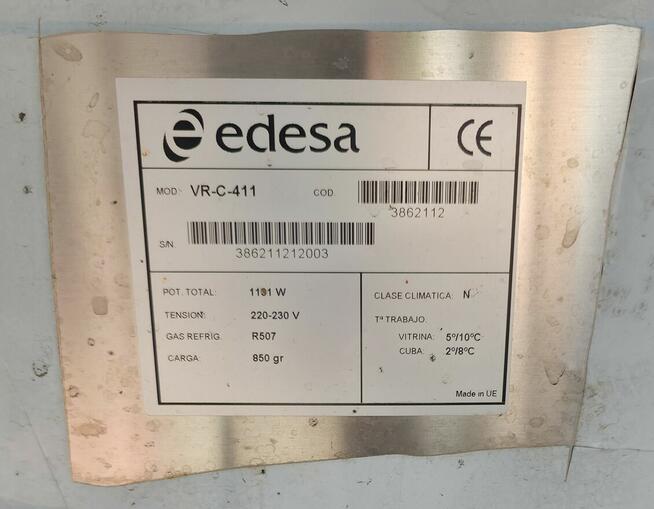 edesa CE
MOD: VR-C-411 COD.
3862112
S/N
386211212003
POT. TOTAL: 1131 W
TENSION: 220-230 V
GAS REFRIG. R507
CARGA: 850 gr
CLASE CLIMATICA: N
Tª TRABAJO:
VITRINA: 5º/10ºC
CUBA: 2º/8ºC
Made in UE